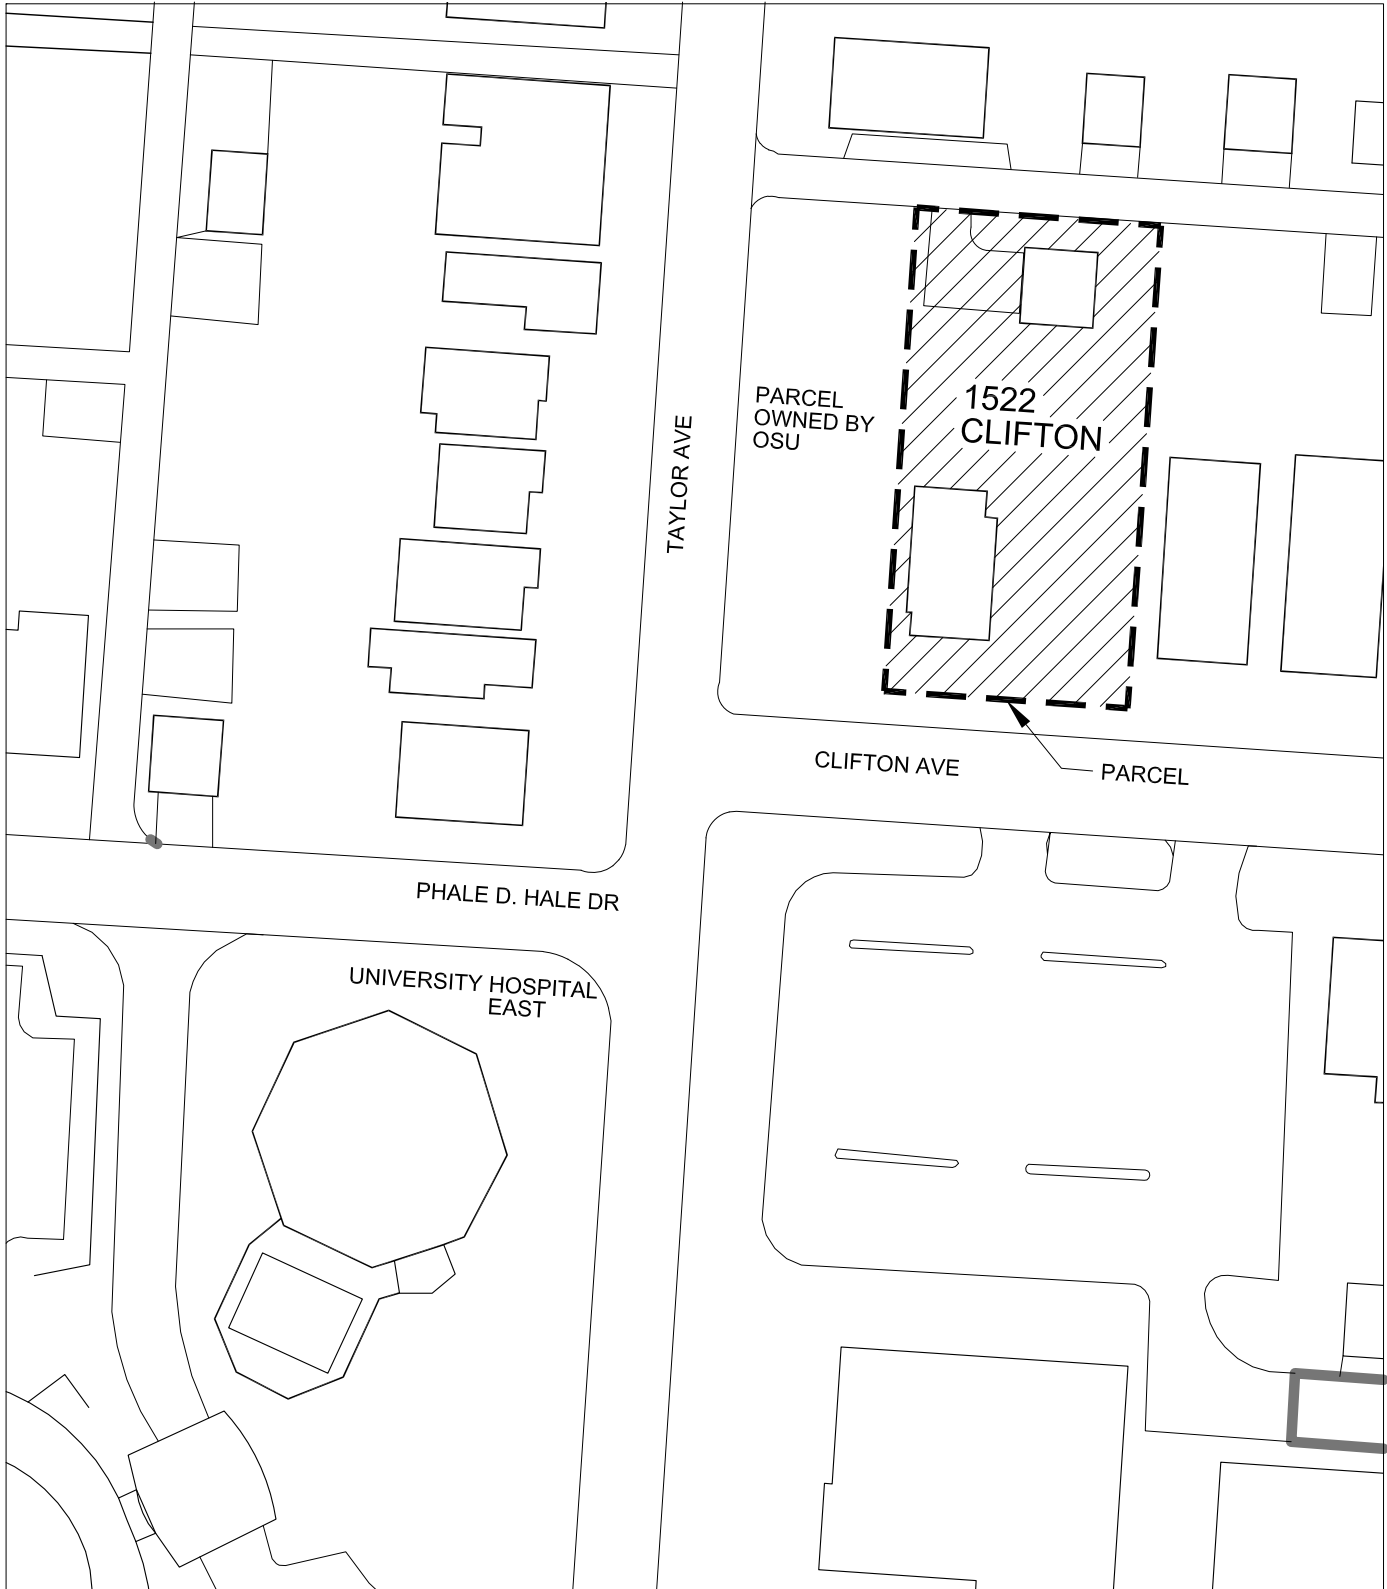 PARCEL
OWNED BY
OSU
1522
CLIFTON
TAYLOR AVE
CLIFTON AVE
PARCEL
PHALE D. HALE DR
UNIVERSITY HOSPITAL
EAST